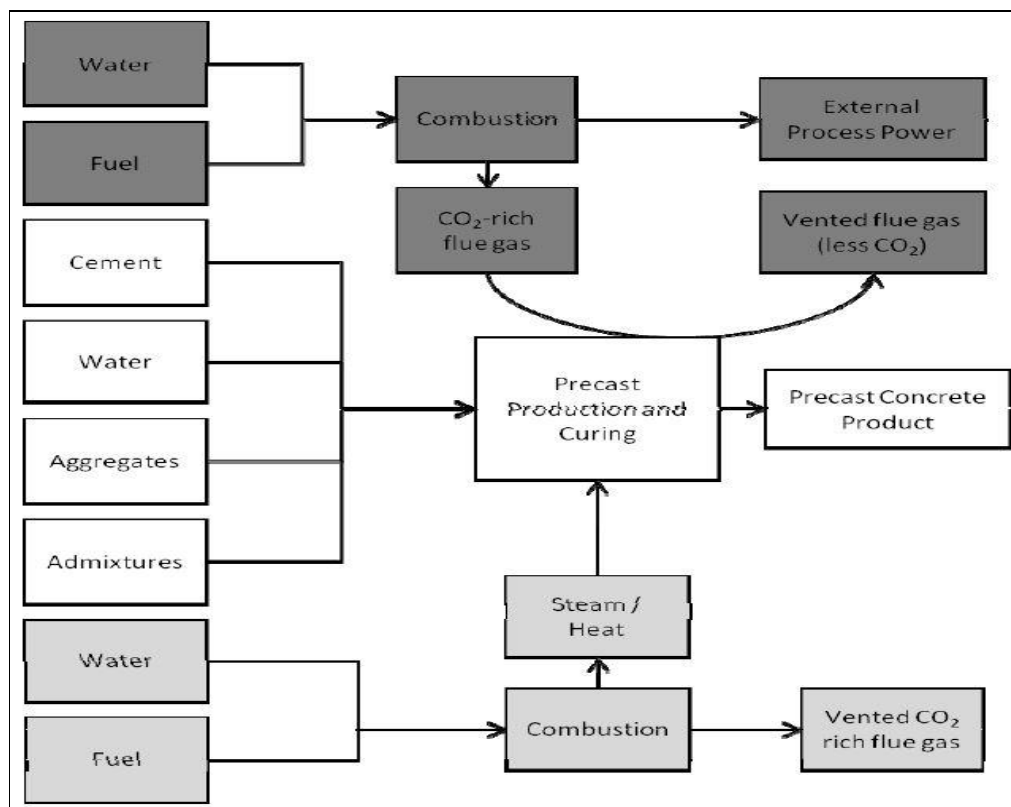 Water
Fuel
Combustion
External
Process Power
CO₂-rich
flue gas
Vented flue gas
(less CO₂)
Cement
Water
Aggregates
Admixtures
Precast
Production and
Curing
Precast Concrete
Product
Steam /
Heat
Water
Fuel
Combustion
Vented CO₂
rich flue gas